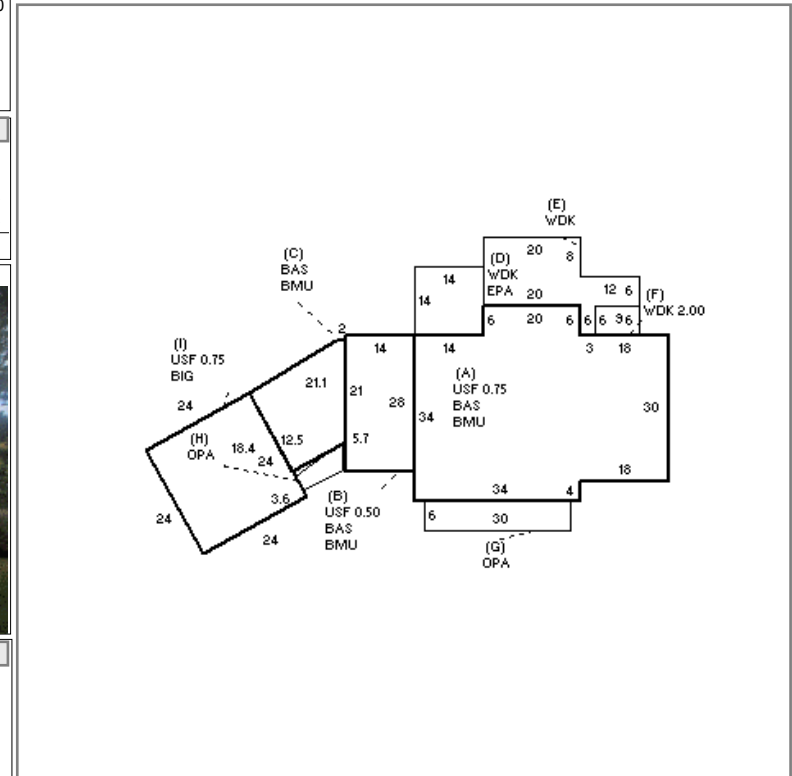 (E)
WDK
20
8
(C)
BAS
BMU
(D)
WDK
EPA
14
14
20
12 6
(F)
WDK 2.00
6 20 6 6 6 9 6
2
14
14
3 18
(I)
USF 0.75
BIG
21.1
21
28
34
(A)
USF 0.75
BAS
BMU
30
24
(H)
OPA
18.4
24
12.5
5.7
18
3.6
34
4
24
24
(B)
USF 0.50
BAS
BMU
6
30
(G)
OPA